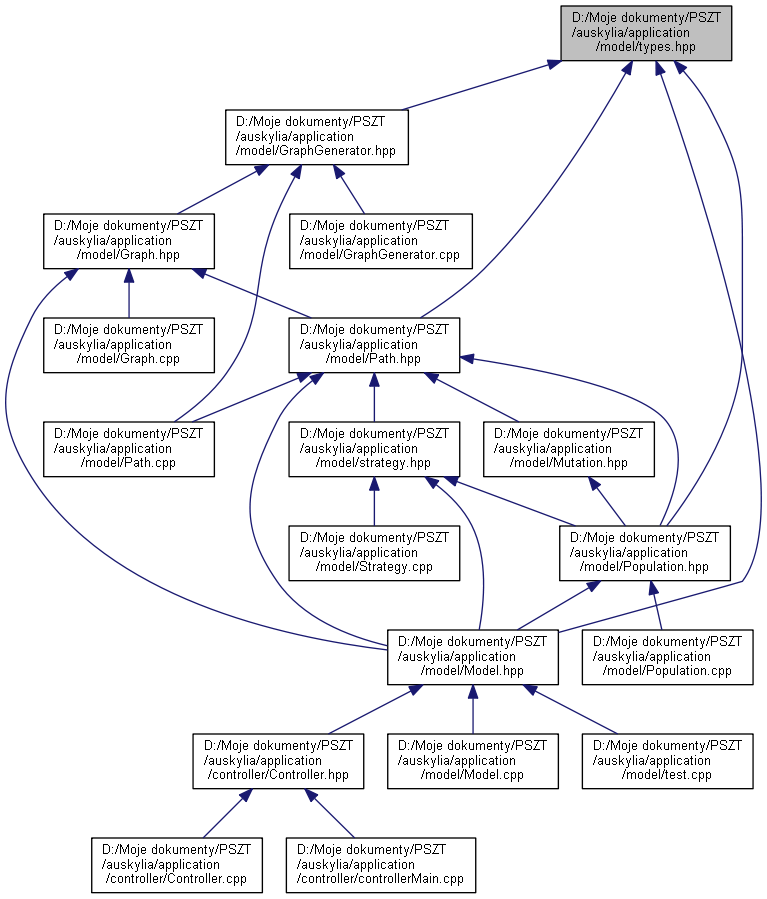 D:/Moje dokumenty/PSZT
/auskylia/application
/model/types.hpp
D:/Moje dokumenty/PSZT
/auskylia/application
/model/GraphGenerator.hpp
D:/Moje dokumenty/PSZT
/auskylia/application
/model/Graph.hpp
D:/Moje dokumenty/PSZT
/auskylia/application
/model/GraphGenerator.cpp
D:/Moje dokumenty/PSZT
/auskylia/application
/model/Graph.cpp
D:/Moje dokumenty/PSZT
/auskylia/application
/model/Path.hpp
D:/Moje dokumenty/PSZT
/auskylia/application
/model/Path.cpp
D:/Moje dokumenty/PSZT
/auskylia/application
/model/strategy.hpp
D:/Moje dokumenty/PSZT
/auskylia/application
/model/Mutation.hpp
D:/Moje dokumenty/PSZT
/auskylia/application
/model/Strategy.cpp
D:/Moje dokumenty/PSZT
/auskylia/application
/model/Population.hpp
D:/Moje dokumenty/PSZT
/auskylia/application
/model/Model.hpp
D:/Moje dokumenty/PSZT
/auskylia/application
/model/Population.cpp
D:/Moje dokumenty/PSZT
/auskylia/application
/controller/Controller.hpp
D:/Moje dokumenty/PSZT
/auskylia/application
/model/Model.cpp
D:/Moje dokumenty/PSZT
/auskylia/application
/model/test.cpp
D:/Moje dokumenty/PSZT
/auskylia/application
/controller/Controller.cpp
D:/Moje dokumenty/PSZT
/auskylia/application
/controller/controllerMain.cpp